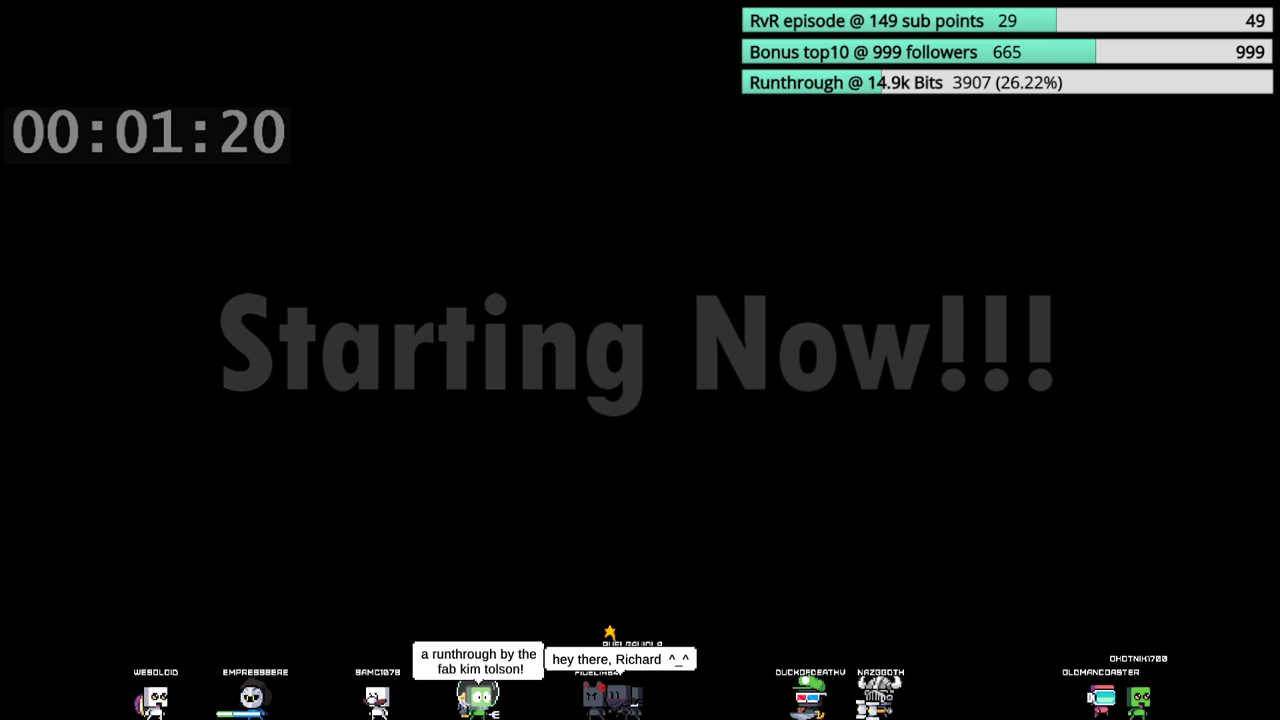 RvR episode @ 149 sub points 29 49
Bonus top10 @ 999 followers 665 999
Runthrough @ 14.9k Bits 3907 (26.22%)
00:01:20
Starting Now!!!
a runthrough by the
fab kim tolson!
hey there, Richard ^_^
OHOTNIK1700
WEBOLOID
EMPRESSBEBE
DUCKOFDEATHV
NAZGOOTH
OLDMANCOASTER